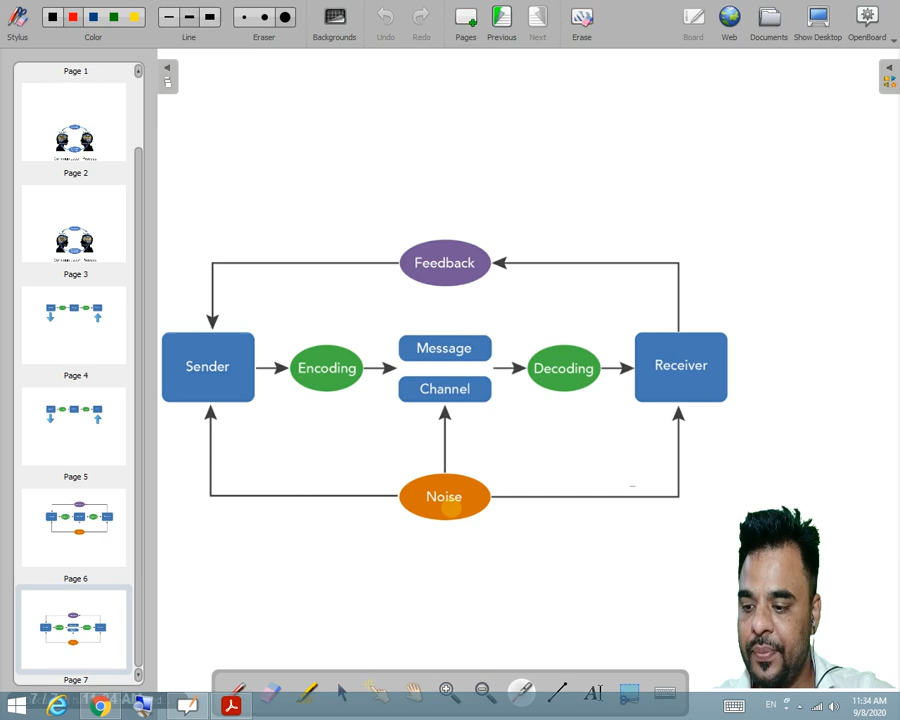 Stylus
Color
Line
Eraser
Backgrounds
Undo
Redo
Pages
Previous
Next
Erase
Board
Web
Documents
Show Desktop
OpenBoard
Page 1
Page 2
Page 3
Page 4
Page 5
Page 6
Page 7
Feedback
Sender
Encoding
Message
Channel
Decoding
Receiver
Noise
EN
11:34 AM
9/8/2020